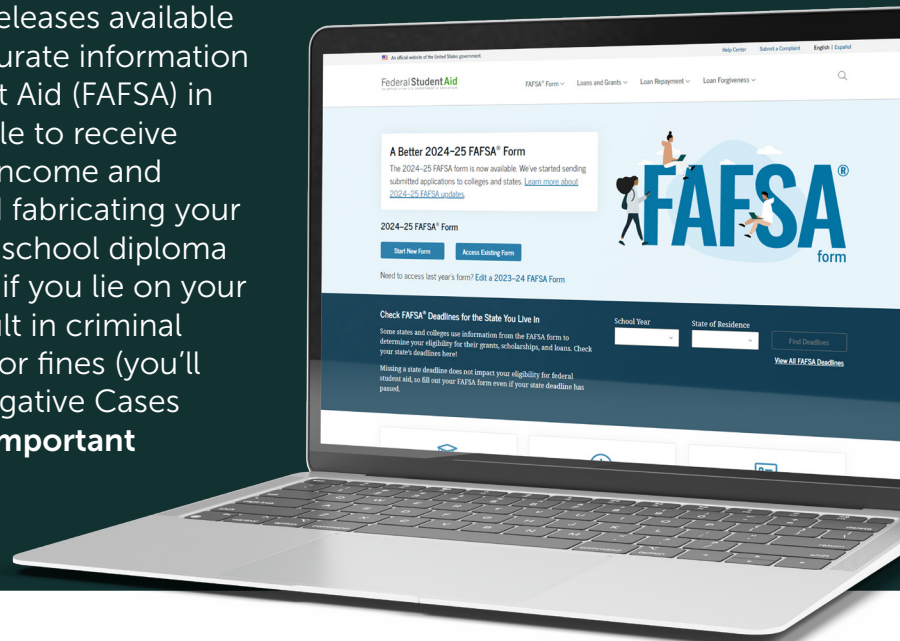 eleases available
urate information
t Aid (FAFSA) in
le to receive
ncome and
d fabricating your
school diploma
if you lie on your
ult in criminal
or fines (you'll
gative Cases
mportant
An official website of the United States government.
Help Center Submit a Complaint English | Español
Federal Student Aid
FAFSA® Form Loans and Grants Loan Repayment Loan Forgiveness
A Better 2024–25 FAFSA® Form
The 2024–25 FAFSA form is now available. We've started sending
submitted applications to colleges and states. Learn more about
2024–25 FAFSA updates.
2024–25 FAFSA® Form
Start New Form Access Existing Form
Need to access last year's form? Edit a 2023–24 FAFSA Form
FAFSA®
form
Check FAFSA® Deadlines for the State You Live In
Some states and colleges use information from the FAFSA form to
determine your eligibility for their grants, scholarships, and loans. Check
your state's deadlines here!
Missing a state deadline does not impact your eligibility for federal
student aid, so fill out your FAFSA form even if your state deadline has
passed.
School Year State of Residence
Find Deadlines
View All FAFSA Deadlines